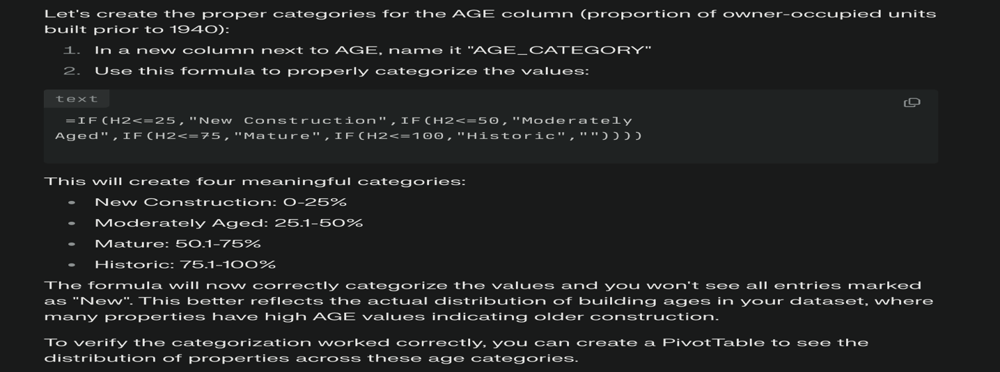 Let's create the proper categories for the AGE column (proportion of owner-occupied units
built prior to 1940):
1. In a new column next to AGE, name it "AGE_CATEGORY"
2. Use this formula to properly categorize the values:
text
=IF(H2<=25,"New Construction",IF(H2<=50,"Moderately
Aged",IF(H2<=75,"Mature",IF(H2<=100,"Historic",""))))
This will create four meaningful categories:
• New Construction: 0-25%
• Moderately Aged: 25.1-50%
• Mature: 50.1-75%
• Historic: 75.1-100%
The formula will now correctly categorize the values and you won't see all entries marked
as "New". This better reflects the actual distribution of building ages in your dataset, where
many properties have high AGE values indicating older construction.
To verify the categorization worked correctly, you can create a PivotTable to see the
distribution of properties across these age categories.